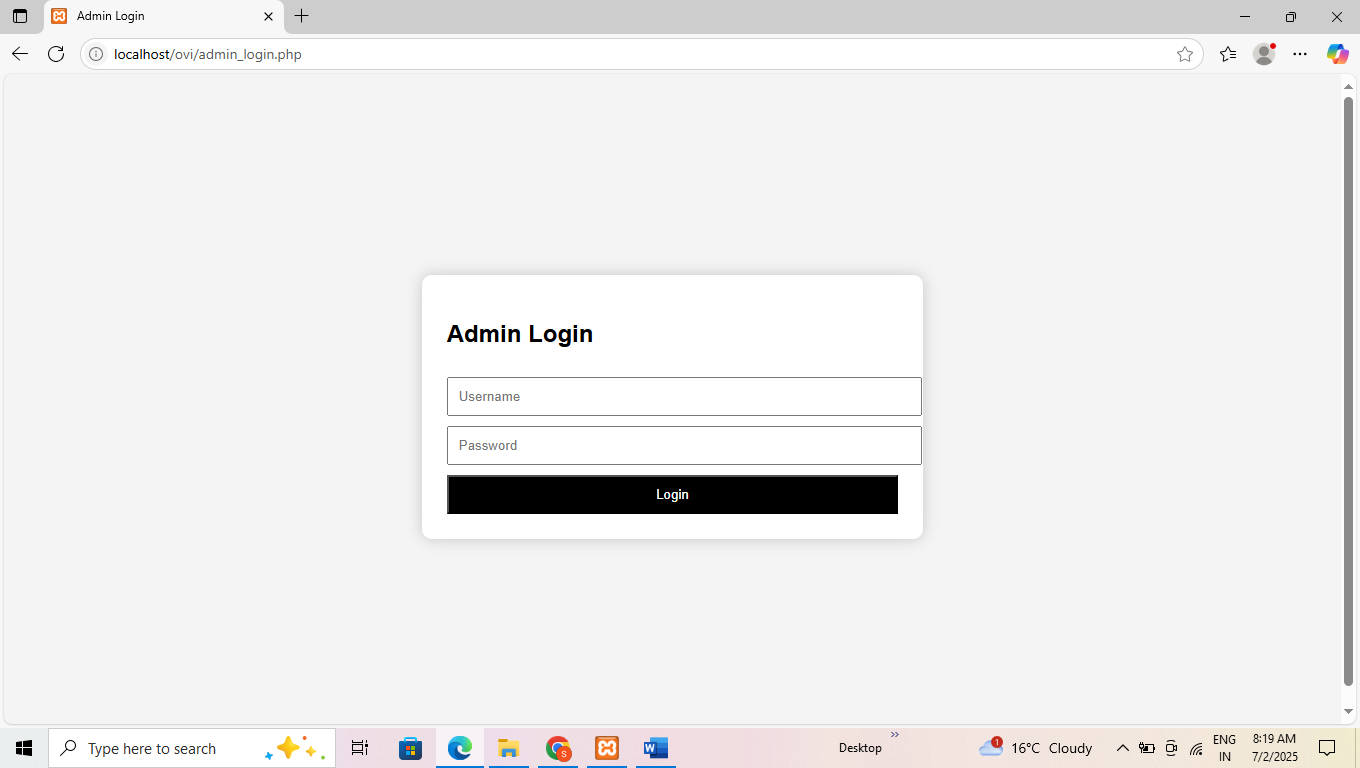 Admin Login
localhost/ovi/admin_login.php
Admin Login
Username
Password
Login
Type here to search
S
W
Desktop
»
1
16°C Cloudy
ENG
IN
8:19 AM
7/2/2025